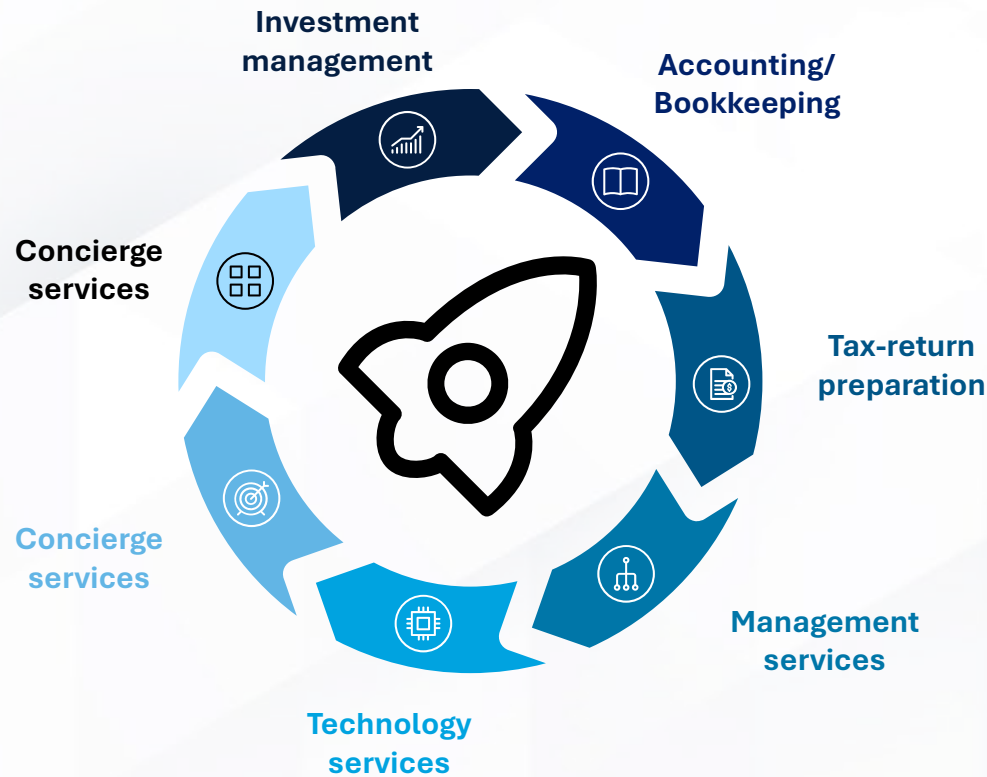 Investment
management
Accounting/
Bookkeeping
Tax-return
preparation
Management
services
Technology
services
Concierge
services
Concierge
services